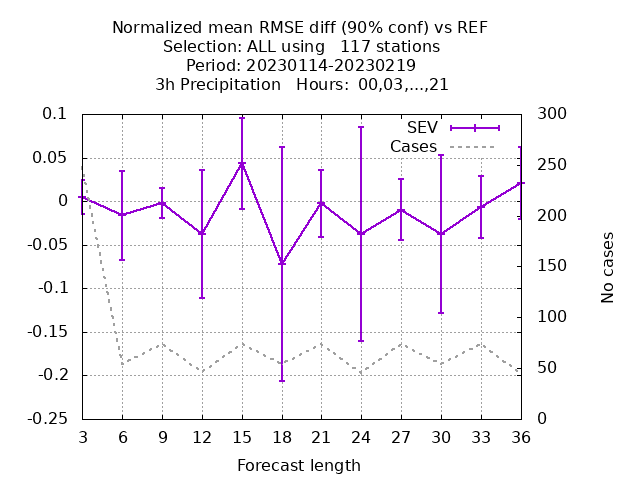 Normalized mean RMSE diff (90% conf) vs REF
Selection: ALL using   117 stations
Period: 20230114-20230219
3h Precipitation   Hours:  00,03,...,21
SEV
Cases
0.1
0.05
0
-0.05
-0.1
-0.15
-0.2
-0.25
300
250
200
150
100
50
0
No cases
3 6 9 12 15 18 21 24 27 30 33 36
Forecast length